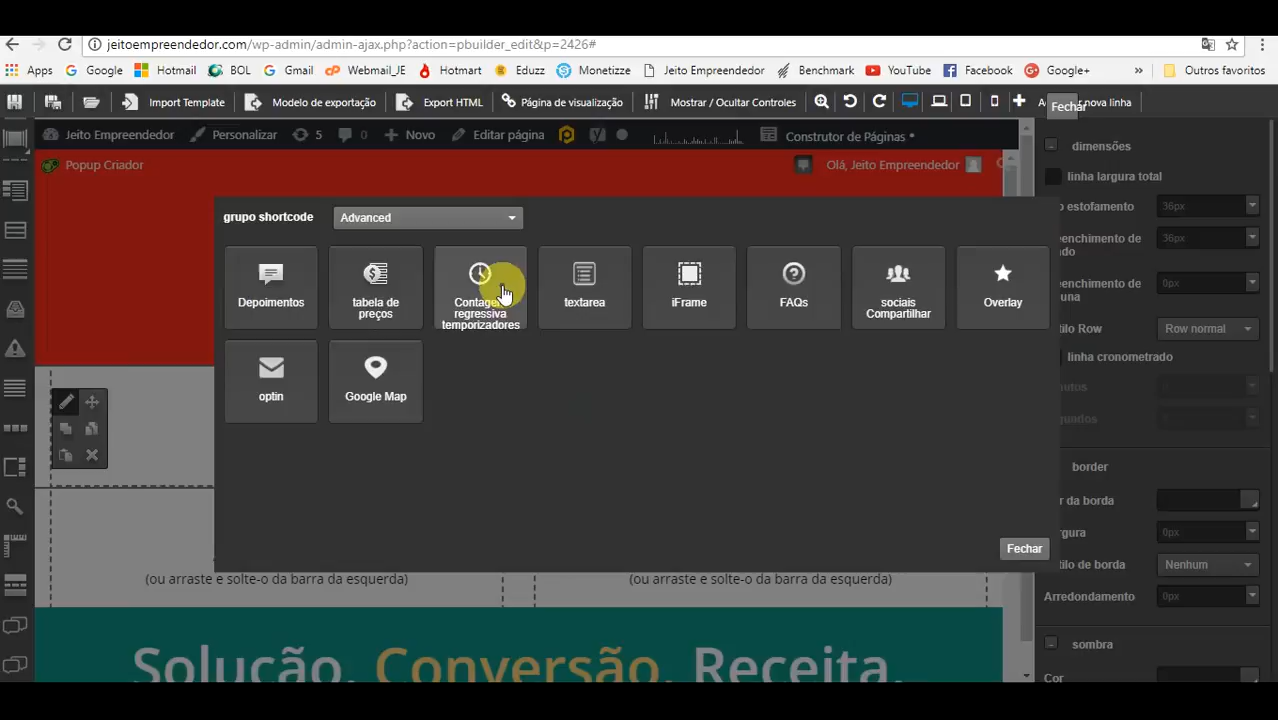 jeitoempreendedor.com/wp-admin/admin-ajax.php?action=pbuilder_edit&p=2426#
Apps Google Hotmail BOL Gmail Webmail_JE Hotmart Eduzz Monetizze Jeito Empreendedor Benchmark YouTube Facebook Google+ » Outros favoritos
Import Template Modelo de exportação Export HTML Página de visualização Mostrar / Ocultar Controles nova linha
Fechar
Jeito Empreendedor Personalizar 5 0 Novo Editar página Construtor de Páginas
dimensões
Popup Criador Olá, Jeito Empreendedor
linha largura total
grupo shortcode Advanced
estofamento 36px
enchimento de 36px
Depoimentos
tabela de preços
regressiva temporizadores
textarea
iFrame
FAQs
sociais Compartilhar
Overlay
enchimento de 0px
Row Row normal
linha cronometrado
optin
Google Map
border
da borda
0px
Fechar
de borda Nenhum
(ou arraste e solte-o da barra da esquerda) (ou arraste e solte-o da barra da esquerda)
Arredondamento 0px
sombra
Solução. Conversão. Receita.
Cor